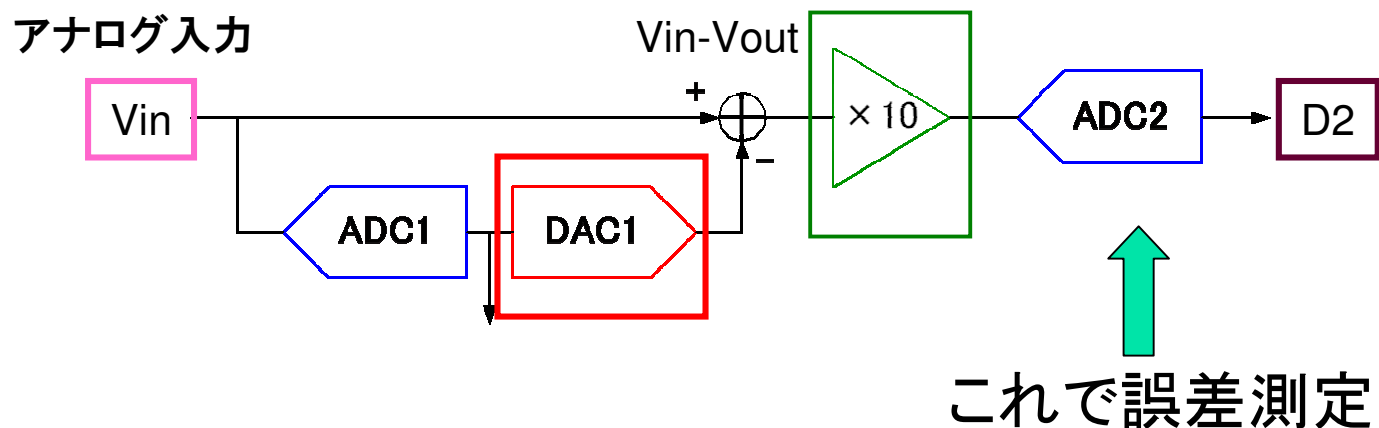 アナログ入力
Vin-Vout
Vin
+
× 10
ADC2
D2
−
ADC1
DAC1
これで誤差測定